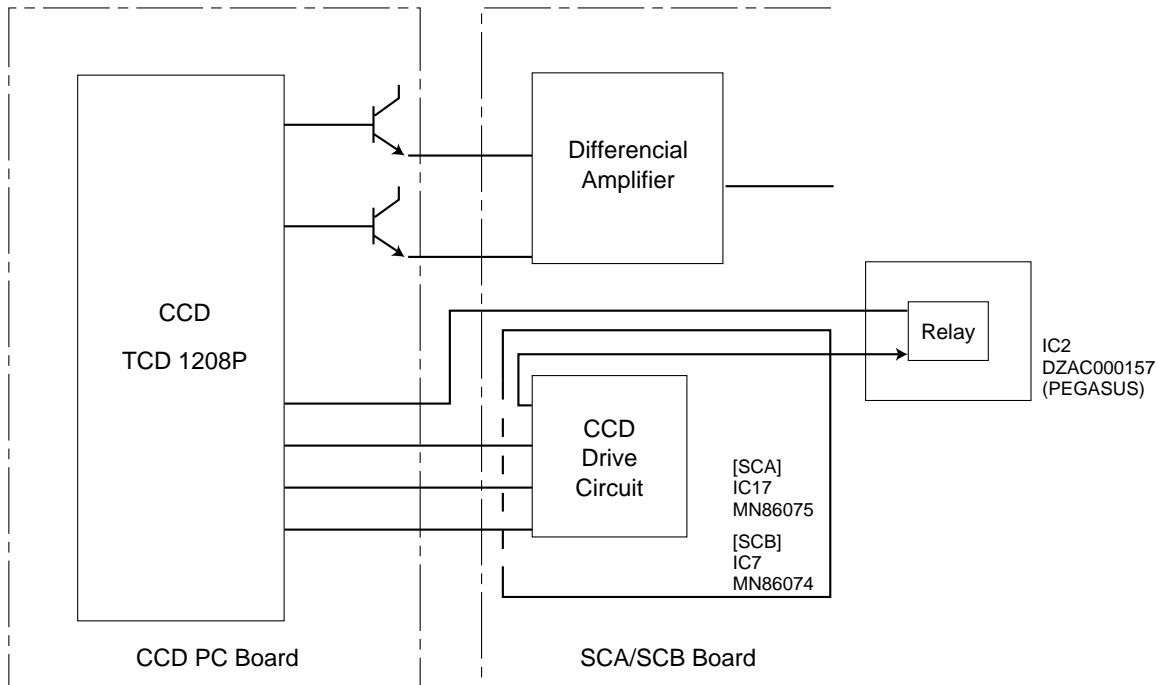 Differencial
Amplifier
CCD
TCD 1208P
Relay
IC2
DZAC000157
(PEGASUS)
CCD
Drive
Circuit
[SCA]
IC17
MN86075
[SCB]
IC7
MN86074
CCD PC Board
SCA/SCB Board